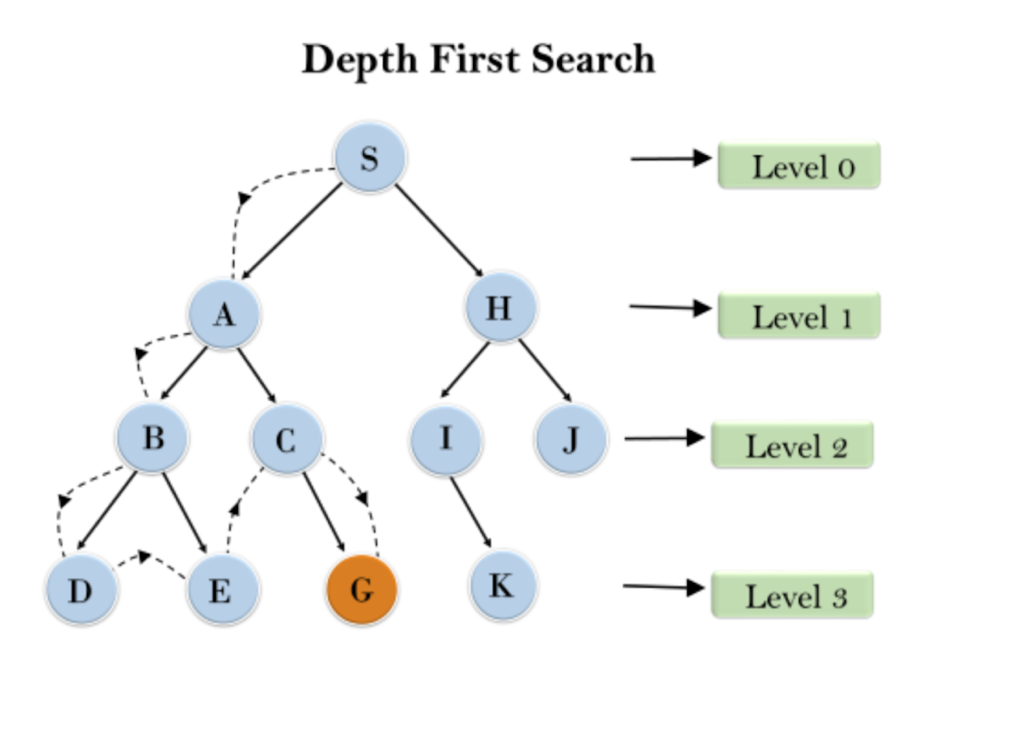 Depth First Search
S
Level 0
A
H
Level 1
B
C
I
J
Level 2
D
E
G
K
Level 3